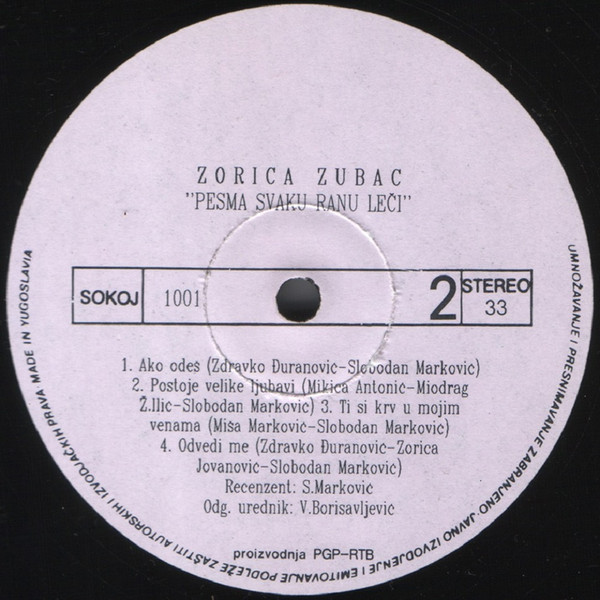 ZORICA ZUBAC
"PESMA SVAKU RANU LEČI"
SOKOJ 1001 2 STEREO
33
1. Ako odeš (Zdravko Đuranović-Slobodan Marković)
2. Postoje velike ljubavi (Mikica Antonić-Miodrag
Ž.Ilić-Slobodan Marković) 3. Ti si krv u mojim
venama (Miša Marković-Slobodan Marković)
4. Odvedi me (Zdravko Đuranović-Zorica
Jovanović-Slobodan Marković)
Recenzent: S.Marković
Odg. urednik: V.Borisavljević
proizvodnja PGP-RTB
UMNOŽAVANJE I PRESNIMAVANJE ZABRANJENO: JAVNO IZVODJENJE I EMITOVANJE PODLEŽE ZAŠTITI AUTORSKIH I IZVODJAČKIH PRAVA MADE IN YUGOSLAVIA